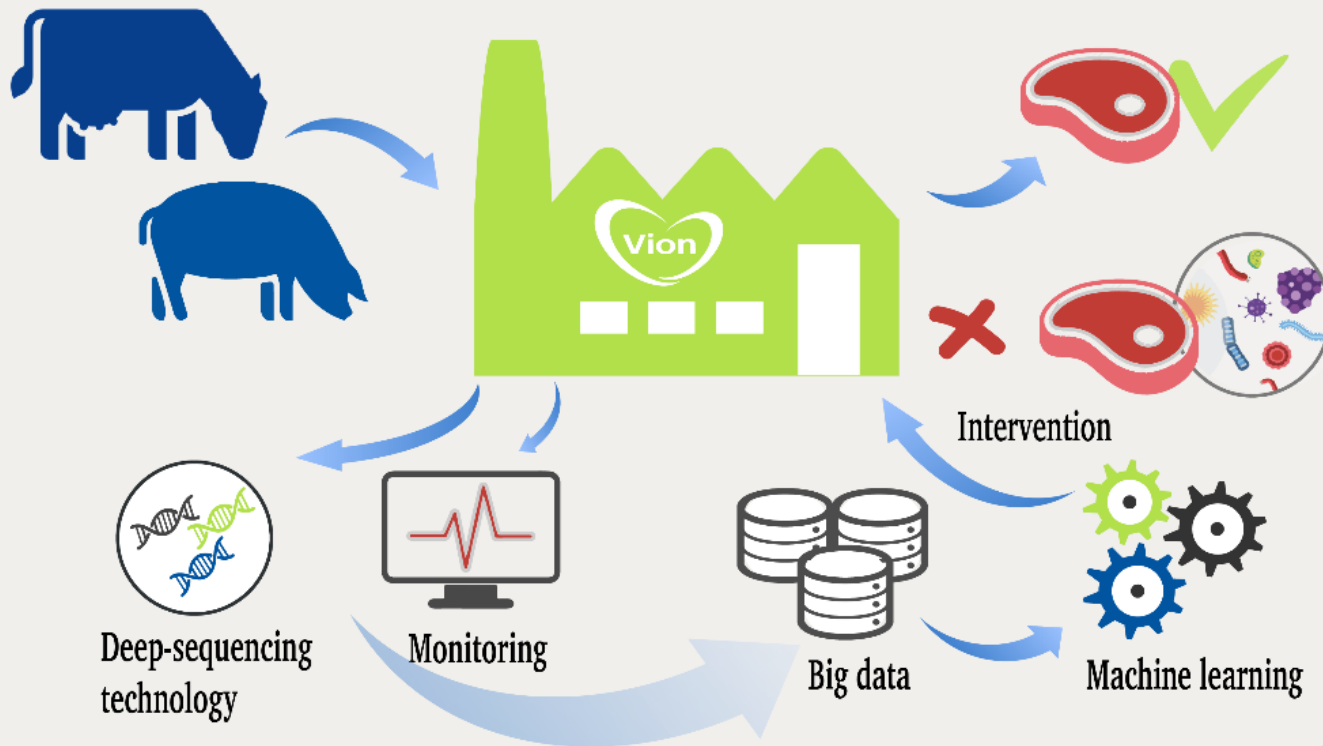 Vion
Intervention
Deep-sequencing
technology
Monitoring
Big data
Machine learning